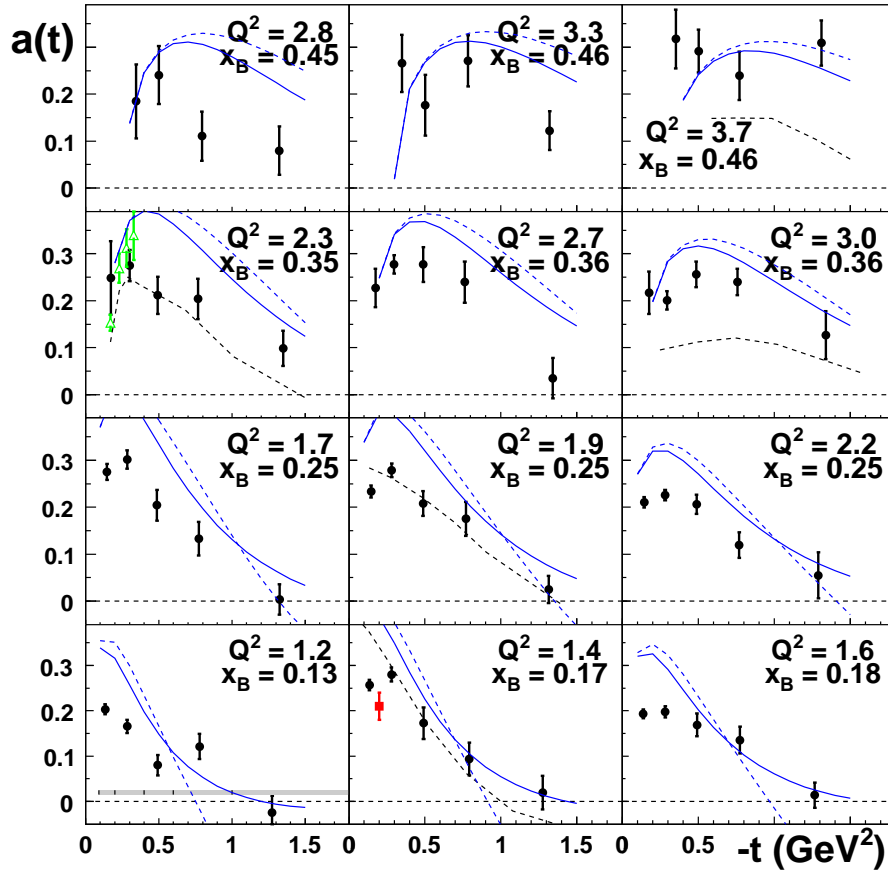 a(t)
Q² = 2.8
x_B = 0.45
Q² = 3.3
x_B = 0.46
Q² = 3.7
x_B = 0.46
0.3
0.2
0.1
0
Q² = 2.3
x_B = 0.35
Q² = 2.7
x_B = 0.36
Q² = 3.0
x_B = 0.36
0.3
0.2
0.1
0
Q² = 1.7
x_B = 0.25
Q² = 1.9
x_B = 0.25
Q² = 2.2
x_B = 0.25
0.3
0.2
0.1
0
Q² = 1.2
x_B = 0.13
Q² = 1.4
x_B = 0.17
Q² = 1.6
x_B = 0.18
0.3
0.2
0.1
0
0 0.5 1 1.5 0.5 1 1.5 0.5 1
-t (GeV²)